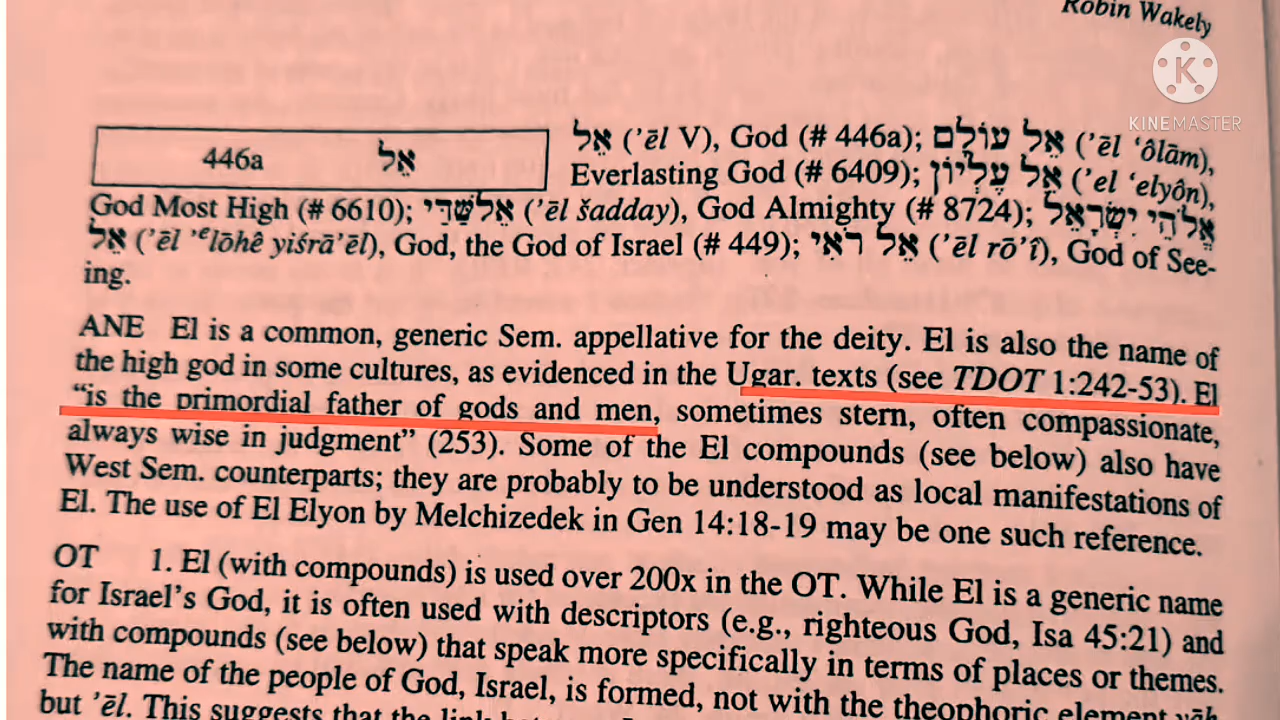 Robin Wakely
KINEMASTER
446a אֵל
אֵל (’ēl V), God (# 446a); אֵל עוֹלָם (’ēl ‘ôlām),
Everlasting God (# 6409); אֵל עֶלְיוֹן (’el ‘elyôn),
God Most High (# 6610); אֵל שַׁדַּי (’ēl šadday), God Almighty (# 8724); אֱלֹהֵי יִשְׂרָאֵל
אֵל (’ēl ’ᵉlōhê yiśrā’ēl), God, the God of Israel (# 449); אֵל רֹאִי (’ēl rō’î), God of See-
ing.
ANE El is a common, generic Sem. appellative for the deity. El is also the name of
the high god in some cultures, as evidenced in the Ugar. texts (see TDOT 1:242-53). El
“is the primordial father of gods and men, sometimes stern, often compassionate,
always wise in judgment” (253). Some of the El compounds (see below) also have
West Sem. counterparts; they are probably to be understood as local manifestations of
El. The use of El Elyon by Melchizedek in Gen 14:18-19 may be one such reference.
OT 1. El (with compounds) is used over 200x in the OT. While El is a generic name
for Israel’s God, it is often used with descriptors (e.g., righteous God, Isa 45:21) and
with compounds (see below) that speak more specifically in terms of places or themes.
The name of the people of God, Israel, is formed, not with the theophoric element yāh
but ’ēl. This suggests that the link